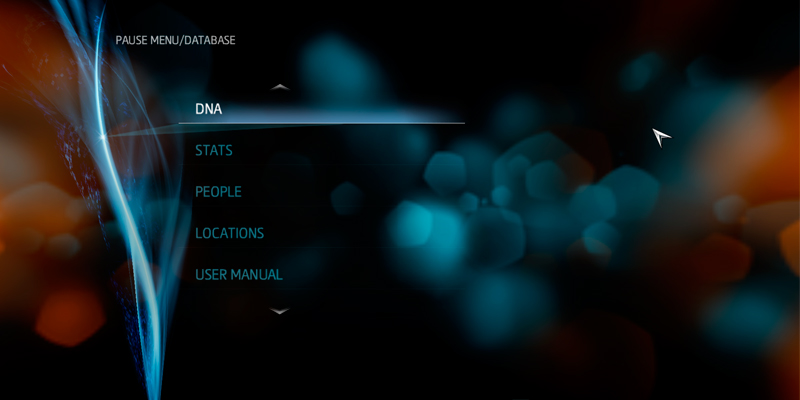 PAUSE MENU/DATABASE
DNA
STATS
PEOPLE
LOCATIONS
USER MANUAL